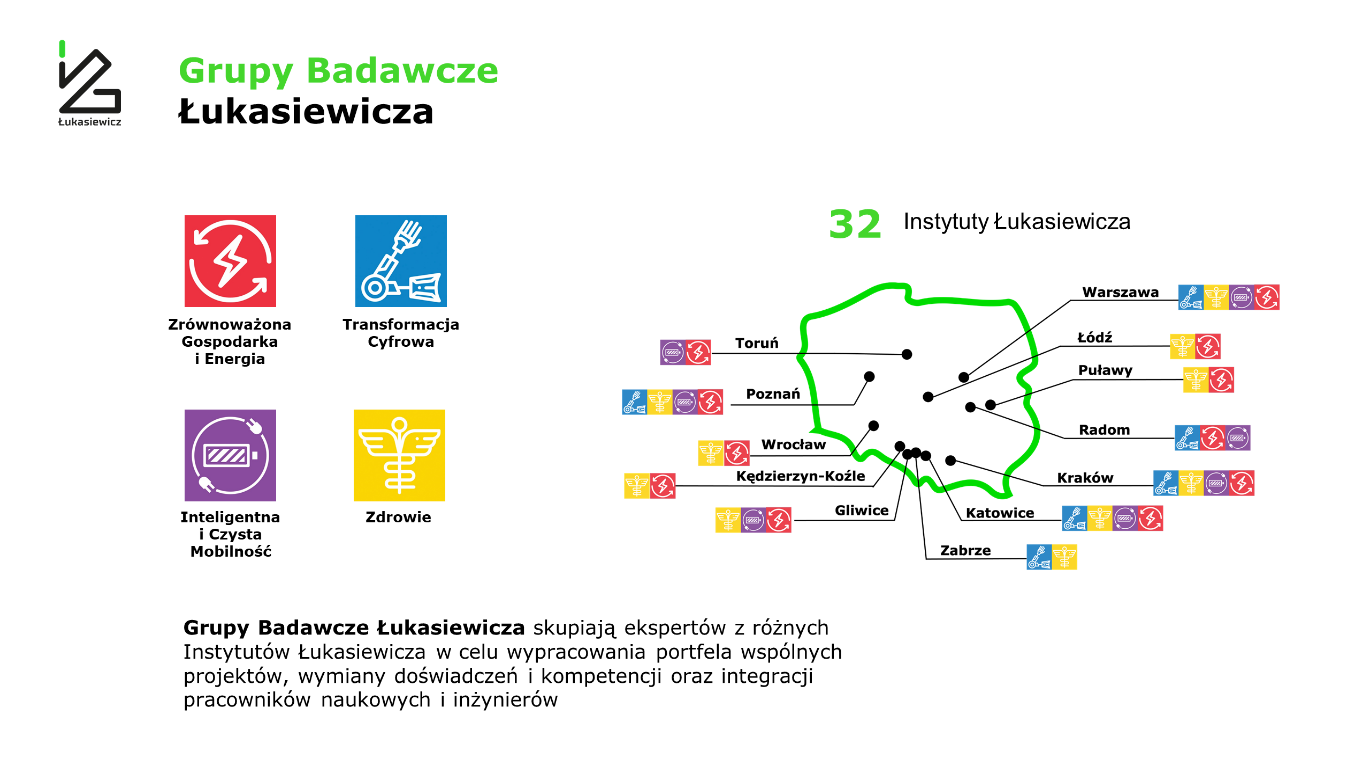 Łukasiewicz
Grupy Badawcze
Łukasiewicza
Zrównoważona
Gospodarka
i Energia
Transformacja
Cyfrowa
Inteligentna
i Czysta
Mobilność
Zdrowie
32 Instytuty Łukasiewicza
Warszawa
Toruń
Łódź
Puławy
Poznań
Radom
Wrocław
Kędzierzyn-Koźle
Kraków
Gliwice
Katowice
Zabrze
Grupy Badawcze Łukasiewicza skupiają ekspertów z różnych
Instytutów Łukasiewicza w celu wypracowania portfela wspólnych
projektów, wymiany doświadczeń i kompetencji oraz integracji
pracowników naukowych i inżynierów